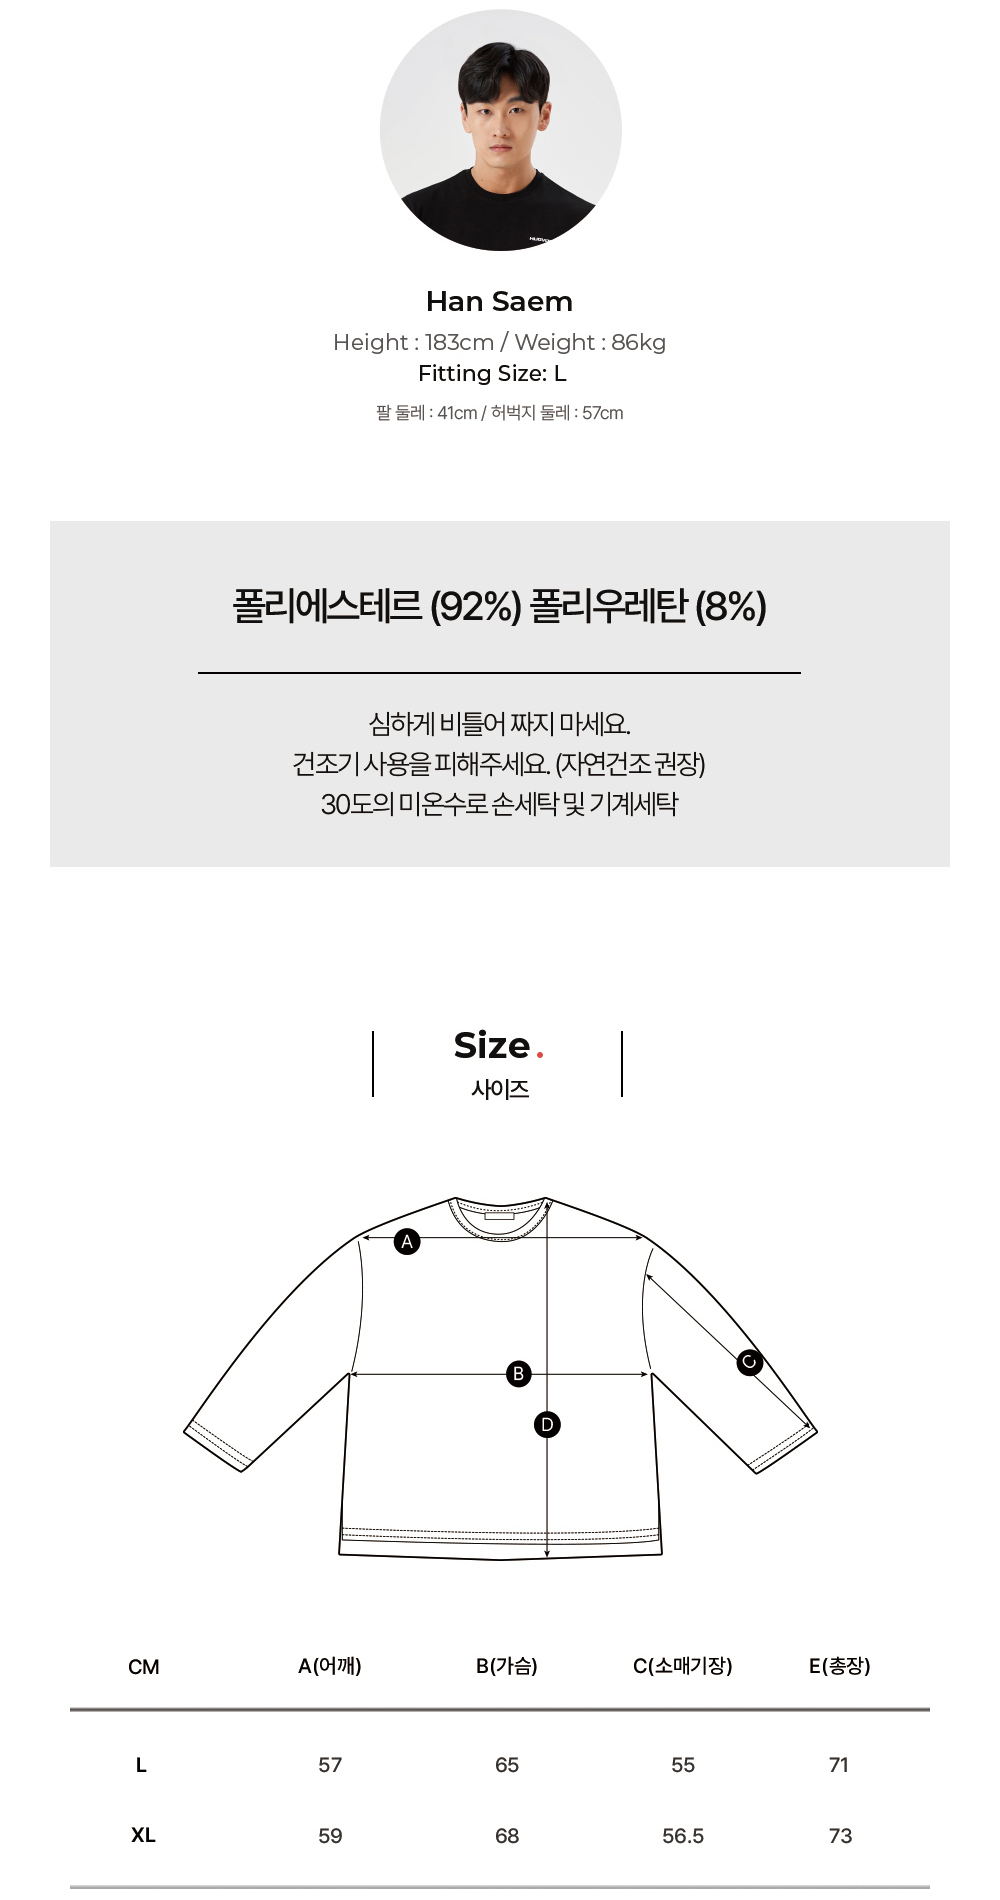 Han Saem
Height : 183cm / Weight : 86kg
Fitting Size: L
팔 둘레 : 41cm / 허벅지 둘레 : 57cm
폴리에스테르 (92%) 폴리우레탄 (8%)
심하게 비틀어 짜지 마세요.
건조기 사용을 피해주세요. (자연건조 권장)
30도의 미온수로 손세탁 및 기계세탁
Size.
사이즈
A
B
C
D
CM A(어깨) B(가슴) C(소매기장) E(총장)
L 57 65 55 71
XL 59 68 56.5 73